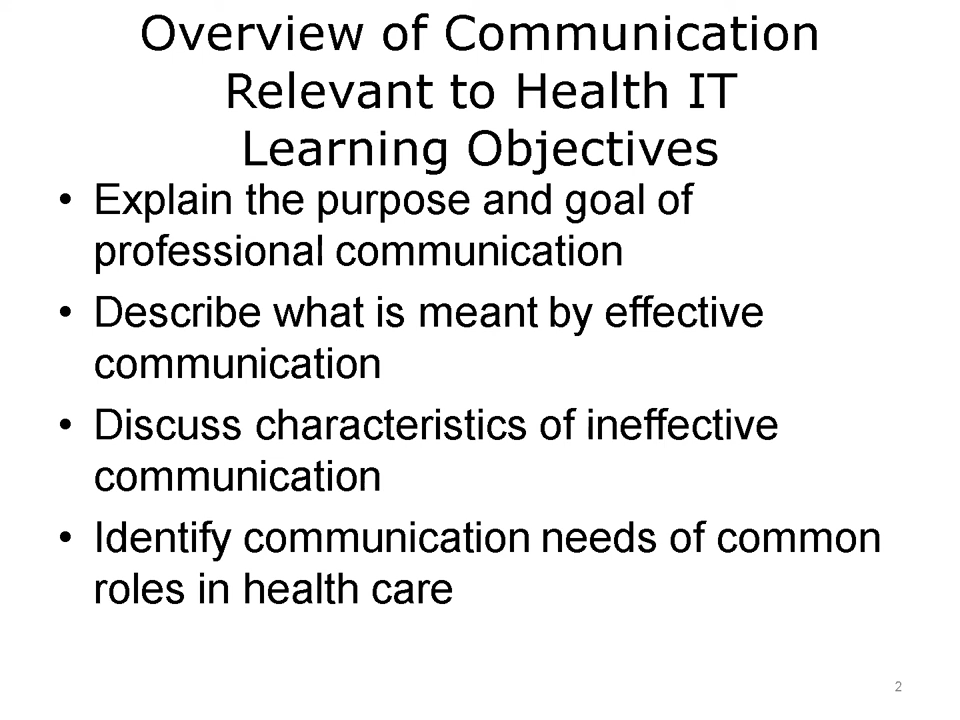 Overview of Communication
Relevant to Health IT
Learning Objectives
• Explain the purpose and goal of
professional communication
• Describe what is meant by effective
communication
• Discuss characteristics of ineffective
communication
• Identify communication needs of common
roles in health care
2